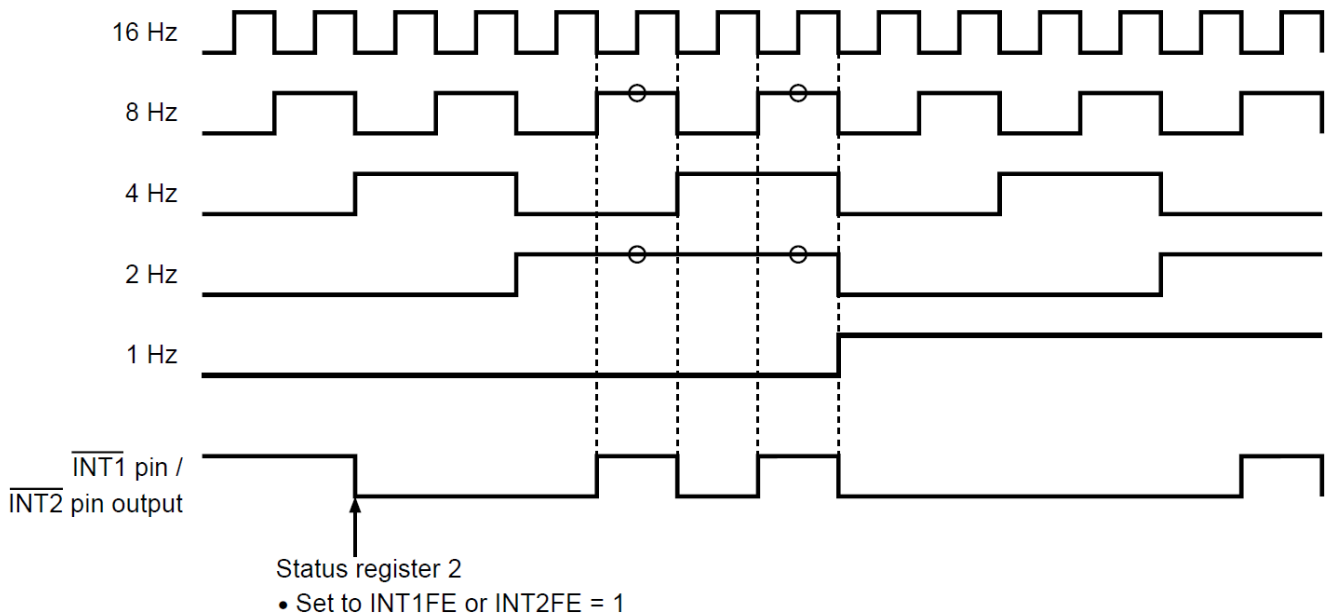 16 Hz
8 Hz
4 Hz
2 Hz
1 Hz
INT1 pin /
INT2 pin output
Status register 2
• Set to INT1FE or INT2FE = 1